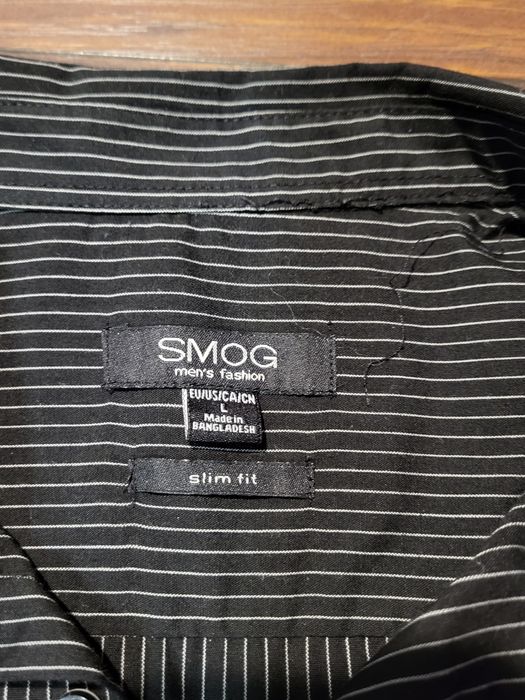 SMOG
men's fashion
EU/US/CA/CN
L
Made in
BANGLADESH
slim fit